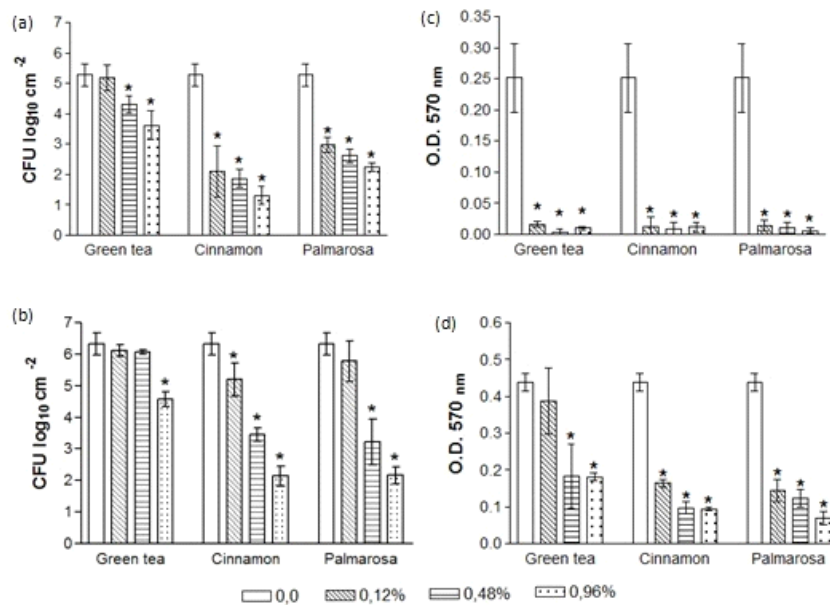 (a)
CFU log10 cm -2
7
6
5
4
3
2
1
0
* * * * * * * *
Green tea Cinnamon Palmarosa
(c)
O.D. 570 nm
0.35
0.30
0.25
0.20
0.15
0.10
0.05
0.00
* * * * * * * * *
Green tea Cinnamon Palmarosa
(b)
CFU log10 cm -2
7
6
5
4
3
2
1
0
* * * * * *
Green tea Cinnamon Palmarosa
(d)
O.D. 570 nm
0.6
0.5
0.4
0.3
0.2
0.1
0.0
* * * * * * * *
Green tea Cinnamon Palmarosa
0,0 0,12% 0,48% 0,96%